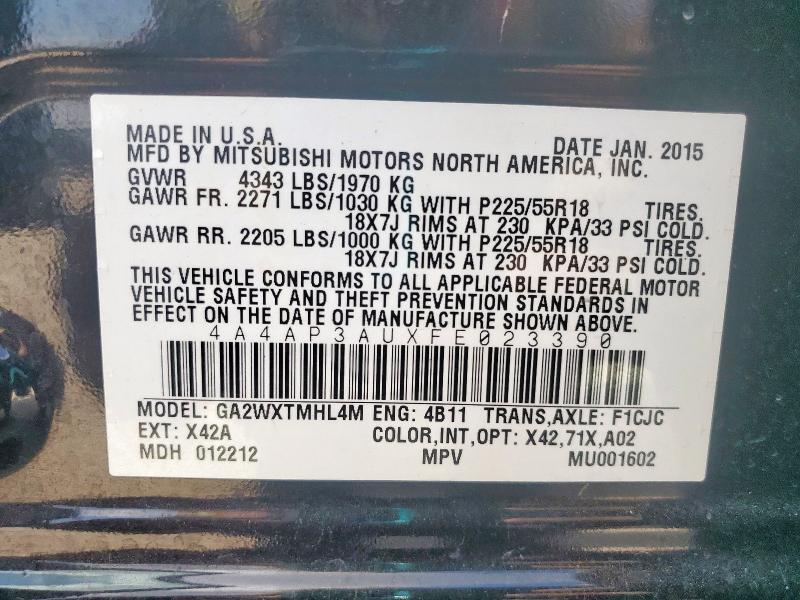 MADE IN U.S.A. DATE JAN. 2015
MFD BY MITSUBISHI MOTORS NORTH AMERICA, INC.
GVWR 4343 LBS/1970 KG
GAWR FR. 2271 LBS/1030 KG WITH P225/55R18 TIRES.
18X7J RIMS AT 230 KPA/33 PSI COLD.
GAWR RR. 2205 LBS/1000 KG WITH P225/55R18 TIRES.
18X7J RIMS AT 230 KPA/33 PSI COLD.
THIS VEHICLE CONFORMS TO ALL APPLICABLE FEDERAL MOTOR
VEHICLE SAFETY AND THEFT PREVENTION STANDARDS IN
EFFECT ON THE DATE OF MANUFACTURE SHOWN ABOVE.
4A4AP3AUXFE023390
MODEL: GA2WXTMHL4M ENG: 4B11 TRANS,AXLE: F1CJC
EXT: X42A COLOR,INT,OPT: X42,71X,A02
MDH 012212 MPV MU001602